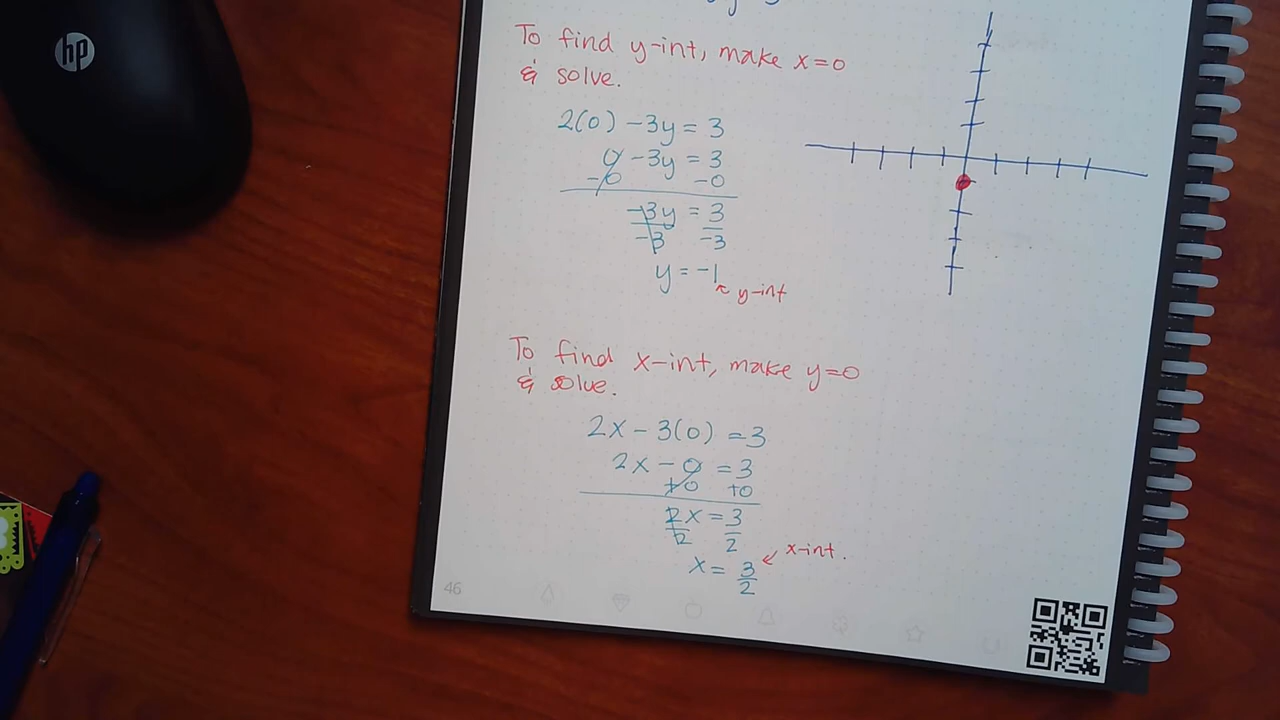 hp
To find y-int, make x=0
& solve.
2(0) -3y = 3
0 -3y = 3
-0 -0
-3y = 3
-3 -3
y = -1
y-int
To find x-int, make y=0
& solve.
2x - 3(0) = 3
2x - 0 = 3
+0 +0
2x = 3
2 2
x = 3/2
x-int.
46